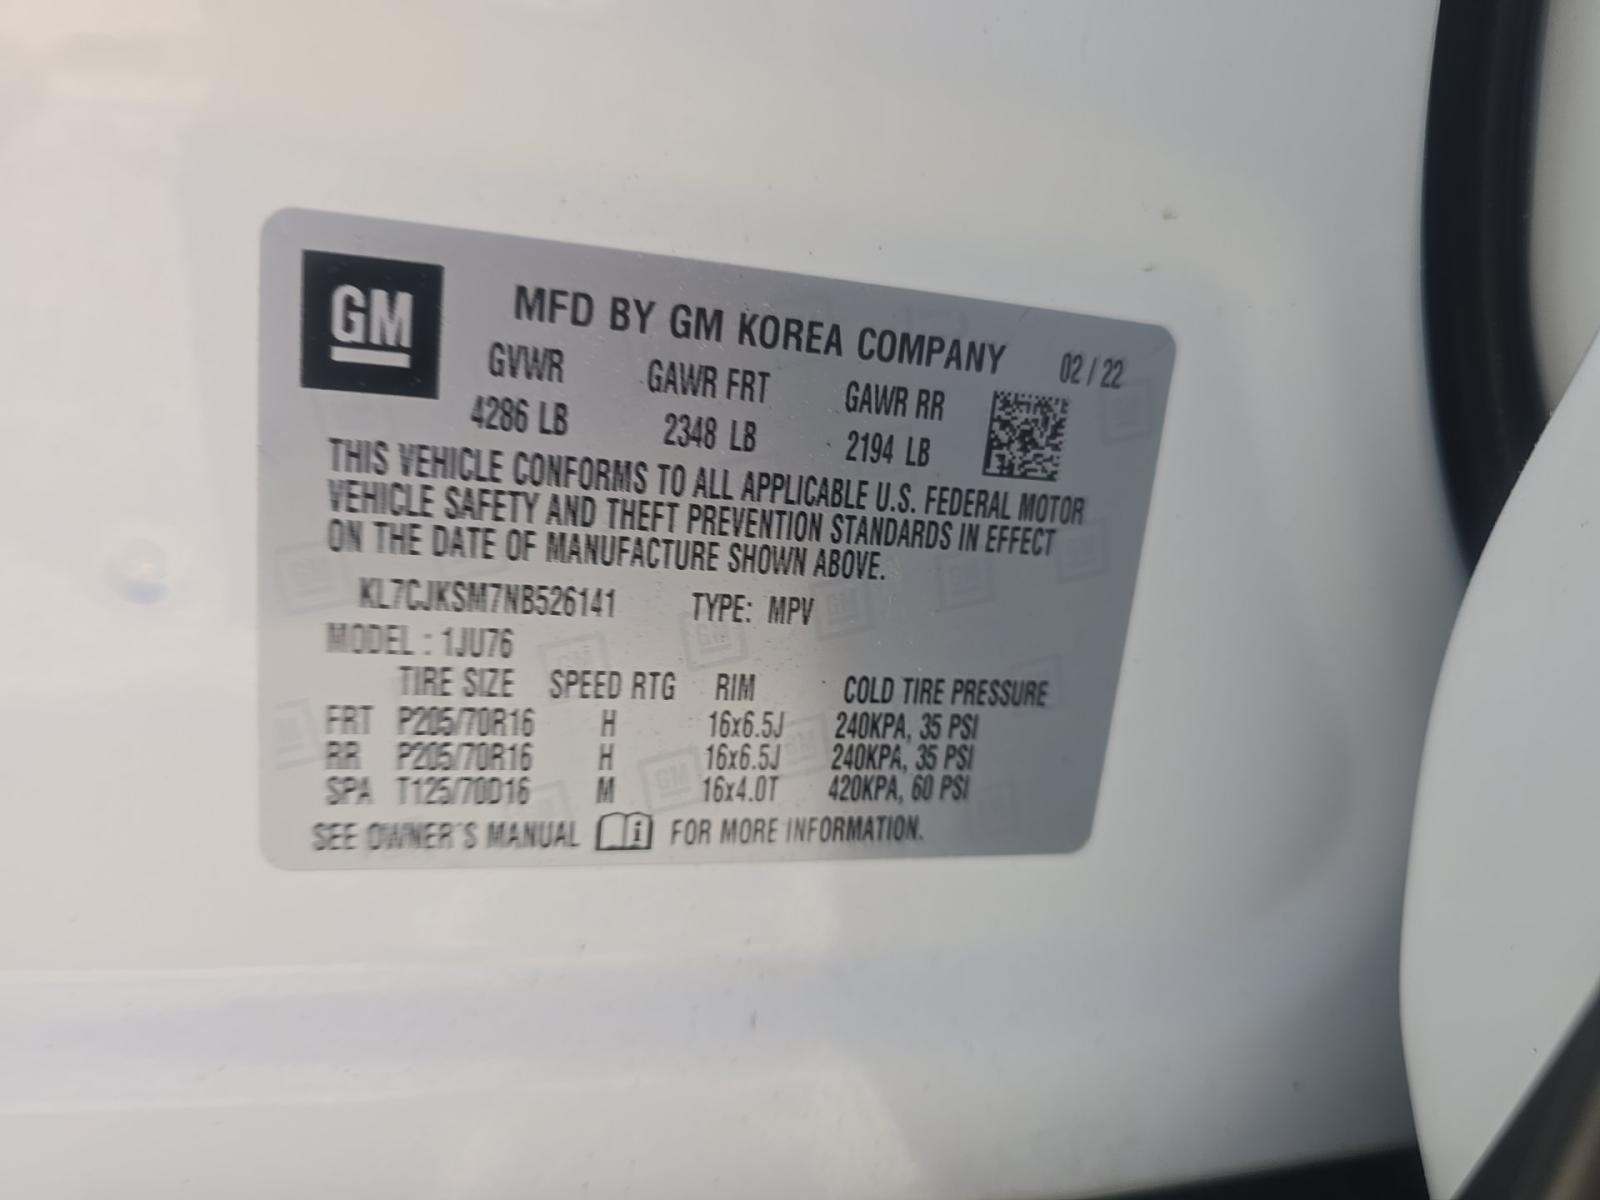 GM
MFD BY GM KOREA COMPANY 02 / 22
GVWR GAWR FRT GAWR RR
4286 LB 2348 LB 2194 LB
THIS VEHICLE CONFORMS TO ALL APPLICABLE U.S. FEDERAL MOTOR
VEHICLE SAFETY AND THEFT PREVENTION STANDARDS IN EFFECT
ON THE DATE OF MANUFACTURE SHOWN ABOVE.
KL7CJKSM7NB526141 TYPE: MPV
MODEL : 1JU76
TIRE SIZE SPEED RTG RIM COLD TIRE PRESSURE
FRT P205/70R16 H 16x6.5J 240KPA, 35 PSI
RR P205/70R16 H 16x6.5J 240KPA, 35 PSI
SPA T125/70D16 M 16x4.0T 420KPA, 60 PSI
SEE OWNER'S MANUAL i FOR MORE INFORMATION.